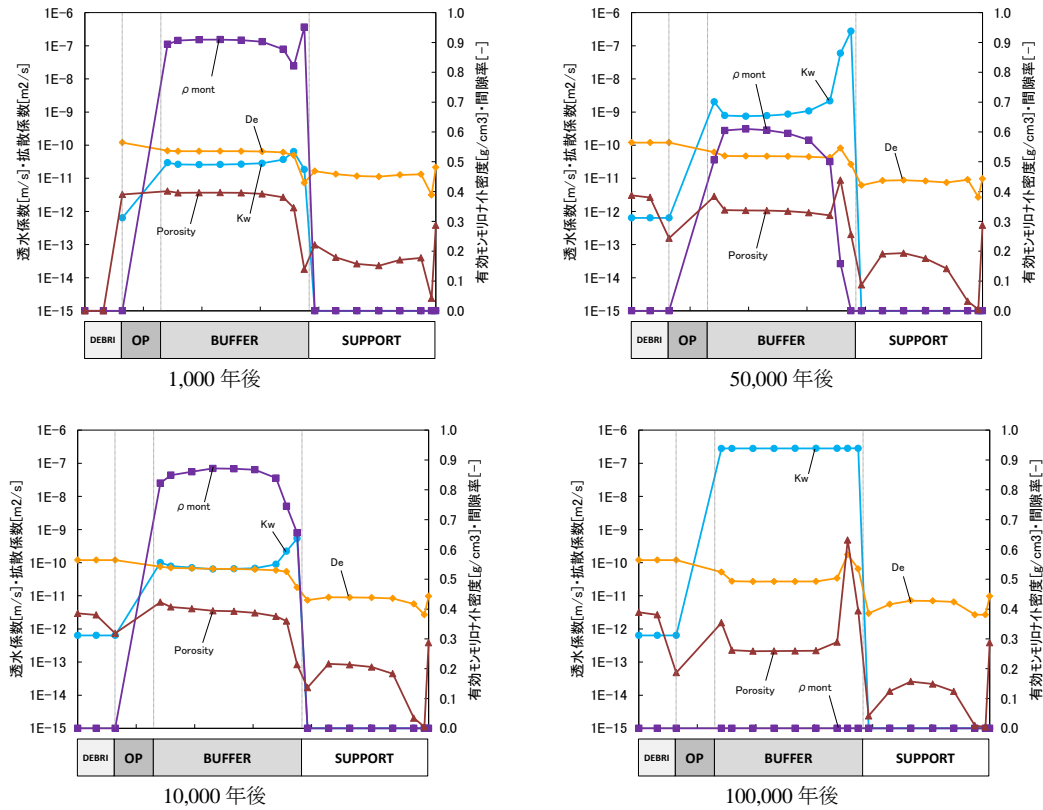 1E-6
1E-7
1E-8
1E-9
1E-10
1E-11
1E-12
1E-13
1E-14
1E-15
透水係数[m/s]・拡散係数[m2/s]
1.0
0.9
0.8
0.7
0.6
0.5
0.4
0.3
0.2
0.1
0.0
有効モンモリロナイト密度[g/cm3]・間隙率[-]
ρ mont
De
Kw
Porosity
DEBRI OP BUFFER SUPPORT
1,000 年後
1E-6
1E-7
1E-8
1E-9
1E-10
1E-11
1E-12
1E-13
1E-14
1E-15
透水係数[m/s]・拡散係数[m2/s]
1.0
0.9
0.8
0.7
0.6
0.5
0.4
0.3
0.2
0.1
0.0
有効モンモリロナイト密度[g/cm3]・間隙率[-]
Kw
ρ mont
De
Porosity
DEBRI OP BUFFER SUPPORT
50,000 年後
1E-6
1E-7
1E-8
1E-9
1E-10
1E-11
1E-12
1E-13
1E-14
1E-15
透水係数[m/s]・拡散係数[m2/s]
1.0
0.9
0.8
0.7
0.6
0.5
0.4
0.3
0.2
0.1
0.0
有効モンモリロナイト密度[g/cm3]・間隙率[-]
ρ mont
Kw
De
Porosity
DEBRI OP BUFFER SUPPORT
10,000 年後
1E-6
1E-7
1E-8
1E-9
1E-10
1E-11
1E-12
1E-13
1E-14
1E-15
透水係数[m/s]・拡散係数[m2/s]
1.0
0.9
0.8
0.7
0.6
0.5
0.4
0.3
0.2
0.1
0.0
有効モンモリロナイト密度[g/cm3]・間隙率[-]
Kw
De
Porosity
ρ mont
DEBRI OP BUFFER SUPPORT
100,000 年後